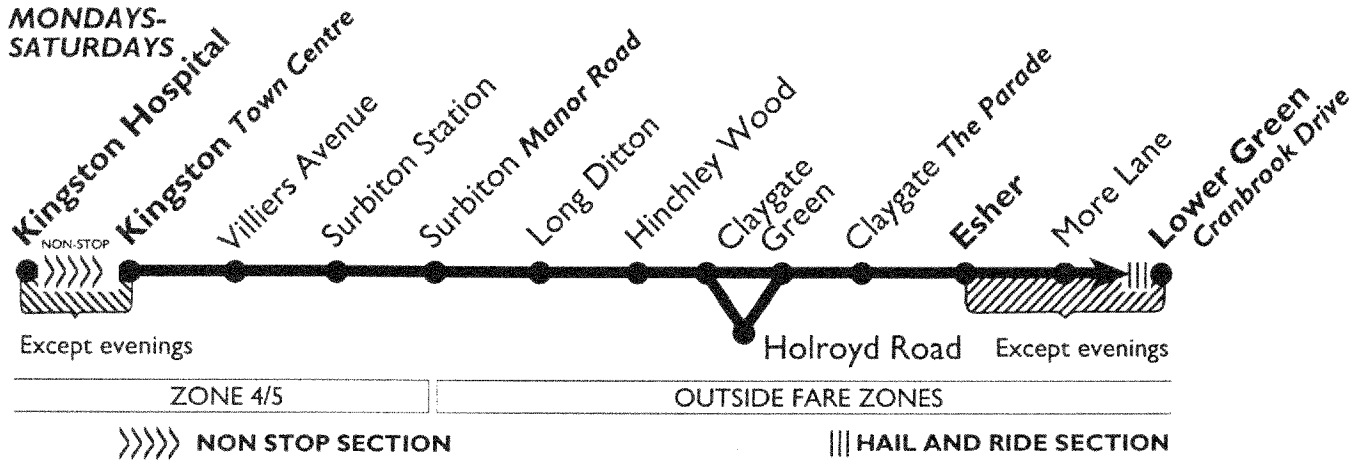 MONDAYS-
SATURDAYS
Kingston Hospital
Kingston Town Centre
Villiers Avenue
Surbiton Station
Surbiton Manor Road
Long Ditton
Hinchley Wood
Claygate
Green
Claygate The Parade
Esher
More Lane
Lower Green
Cranbrook Drive
NON-STOP
Except evenings
Holroyd Road
Except evenings
ZONE 4/5
OUTSIDE FARE ZONES
NON STOP SECTION
HAIL AND RIDE SECTION